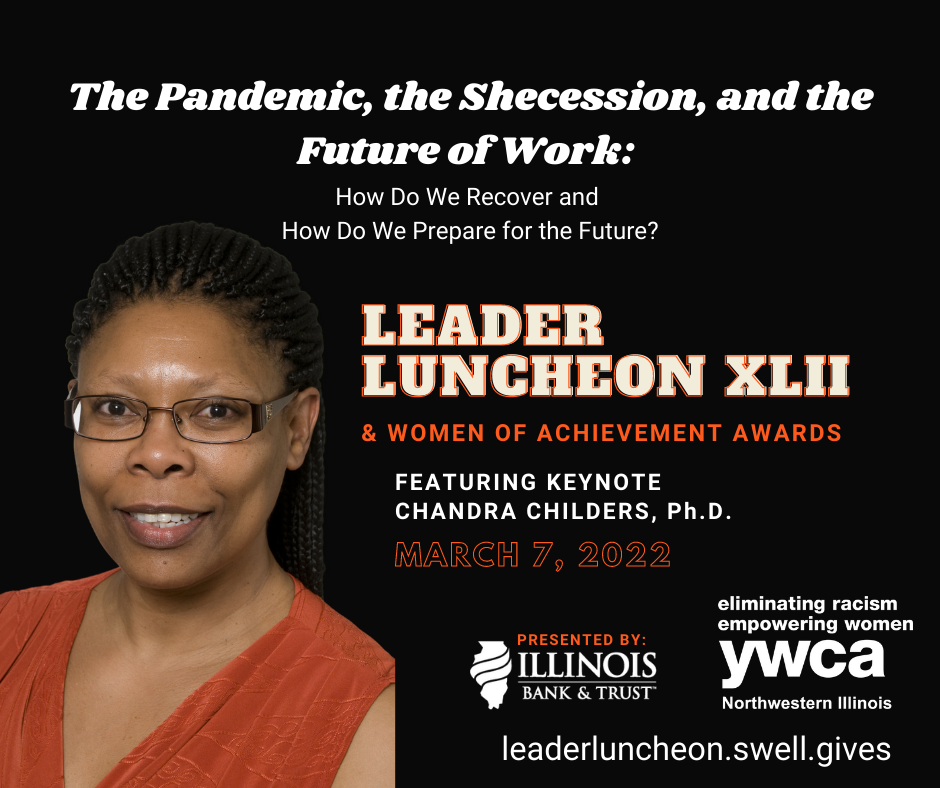 The Pandemic, the Shecession, and the
Future of Work:
How Do We Recover and
How Do We Prepare for the Future?
LEADER
LUNCHEON XLII
& WOMEN OF ACHIEVEMENT AWARDS
FEATURING KEYNOTE
CHANDRA CHILDERS, Ph.D.
MARCH 7, 2022
PRESENTED BY:
ILLINOIS
BANK & TRUST™
eliminating racism
empowering women
ywca
Northwestern Illinois
leaderluncheon.swell.gives